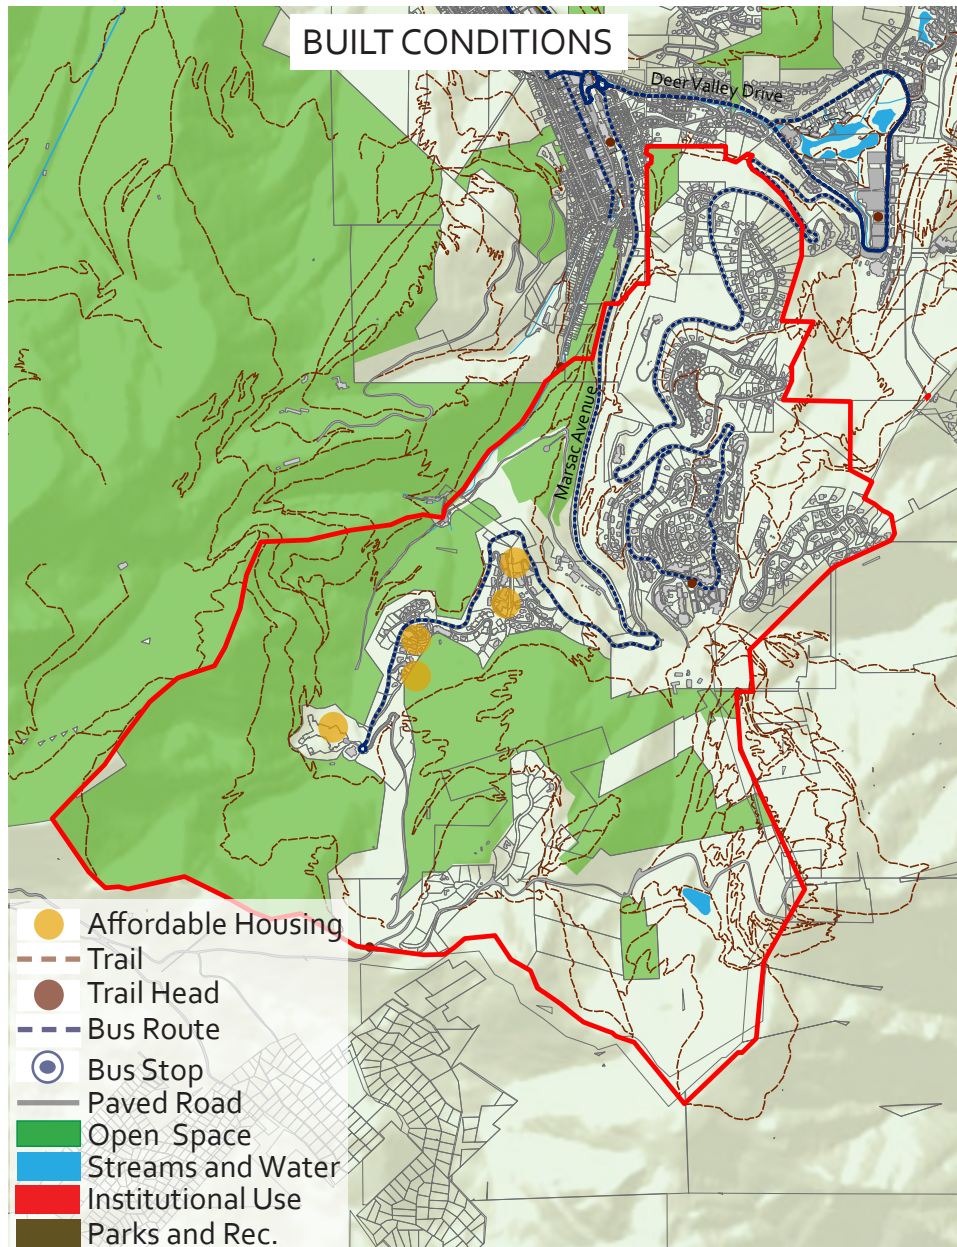 BUILT CONDITIONS
Deer Valley Drive
Marsac Avenue
Affordable Housing
Trail
Trail Head
Bus Route
Bus Stop
Paved Road
Open Space
Streams and Water
Institutional Use
Parks and Rec.